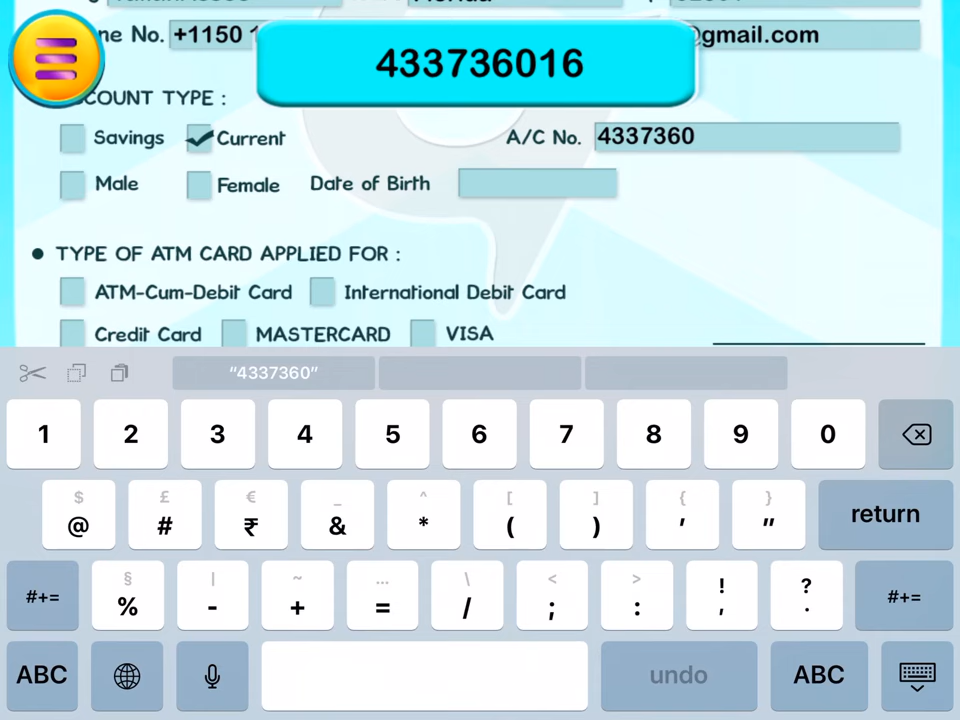 ne No. +1150 1 @gmail.com
433736016
COUNT TYPE :
Savings Current A/C No. 4337360
Male Female Date of Birth
• TYPE OF ATM CARD APPLIED FOR :
ATM-Cum-Debit Card International Debit Card
Credit Card MASTERCARD VISA
“4337360”
1 2 3 4 5 6 7 8 9 0
$ £ € _ ^ [ ] { }
@ # ₹ & * ( ) ' " return
§ | ~ ... \ < > ! ?
#+= % - + = / ; : , . #+=
ABC undo ABC